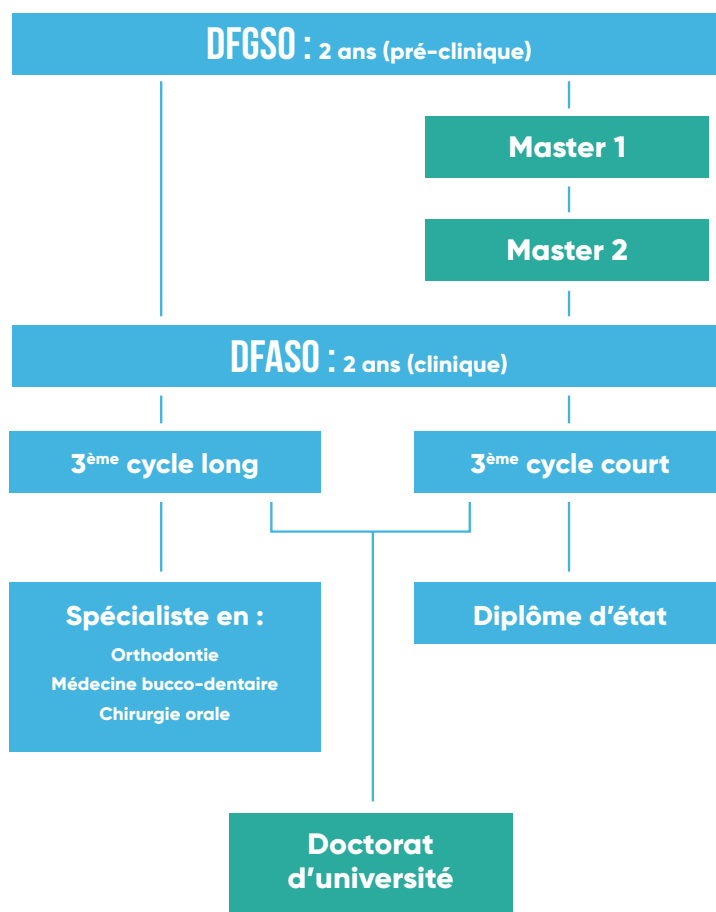 DFGSO : 2 ans (pré-clinique)
Master 1
Master 2
DFASO : 2 ans (clinique)
3ème cycle long
3ème cycle court
Spécialiste en :
Orthodontie
Médecine bucco-dentaire
Chirurgie orale
Diplôme d’état
Doctorat
d’université